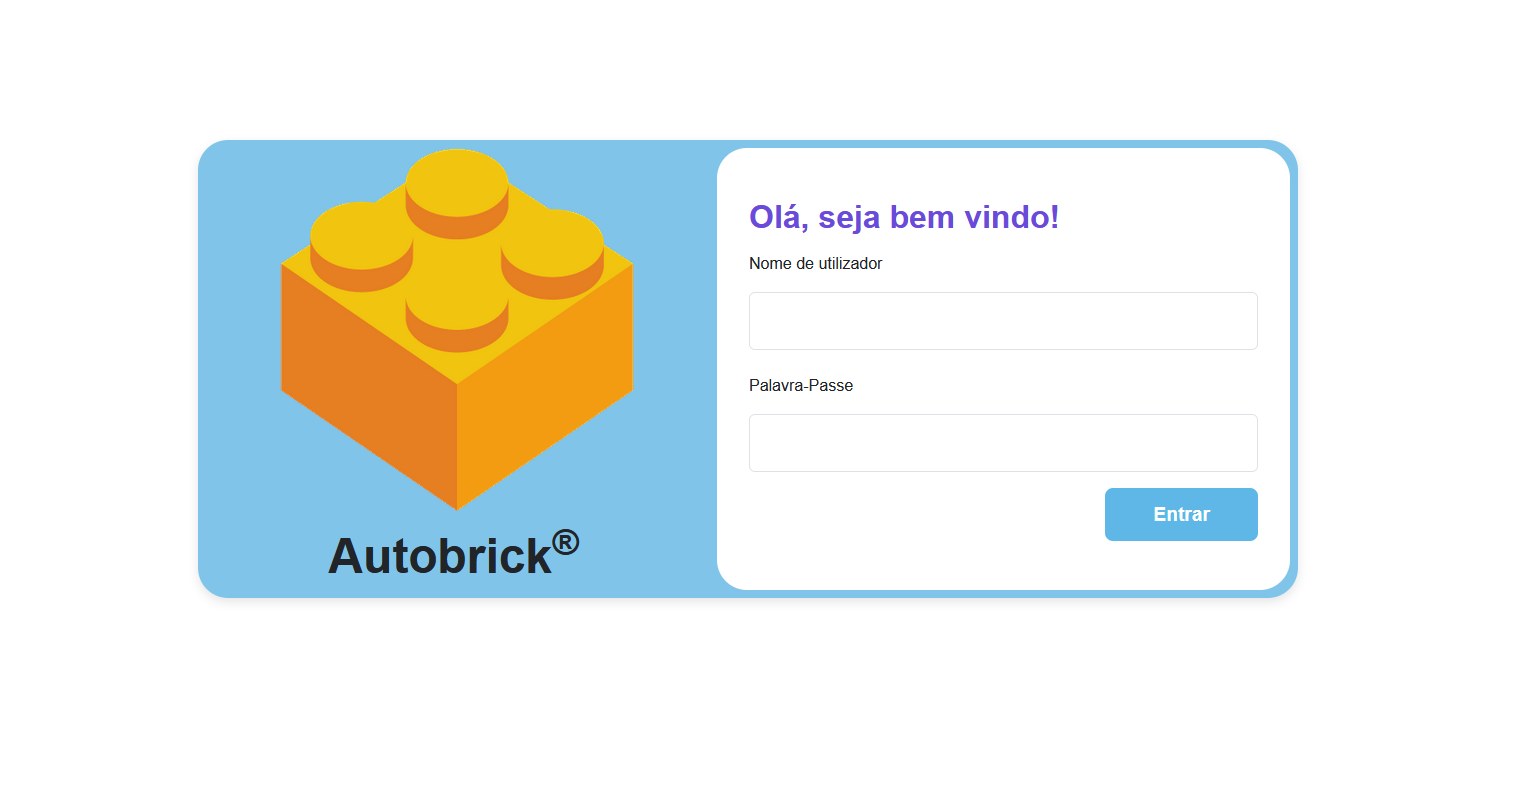 Autobrick®
Olá, seja bem vindo!
Nome de utilizador
Palavra-Passe
Entrar